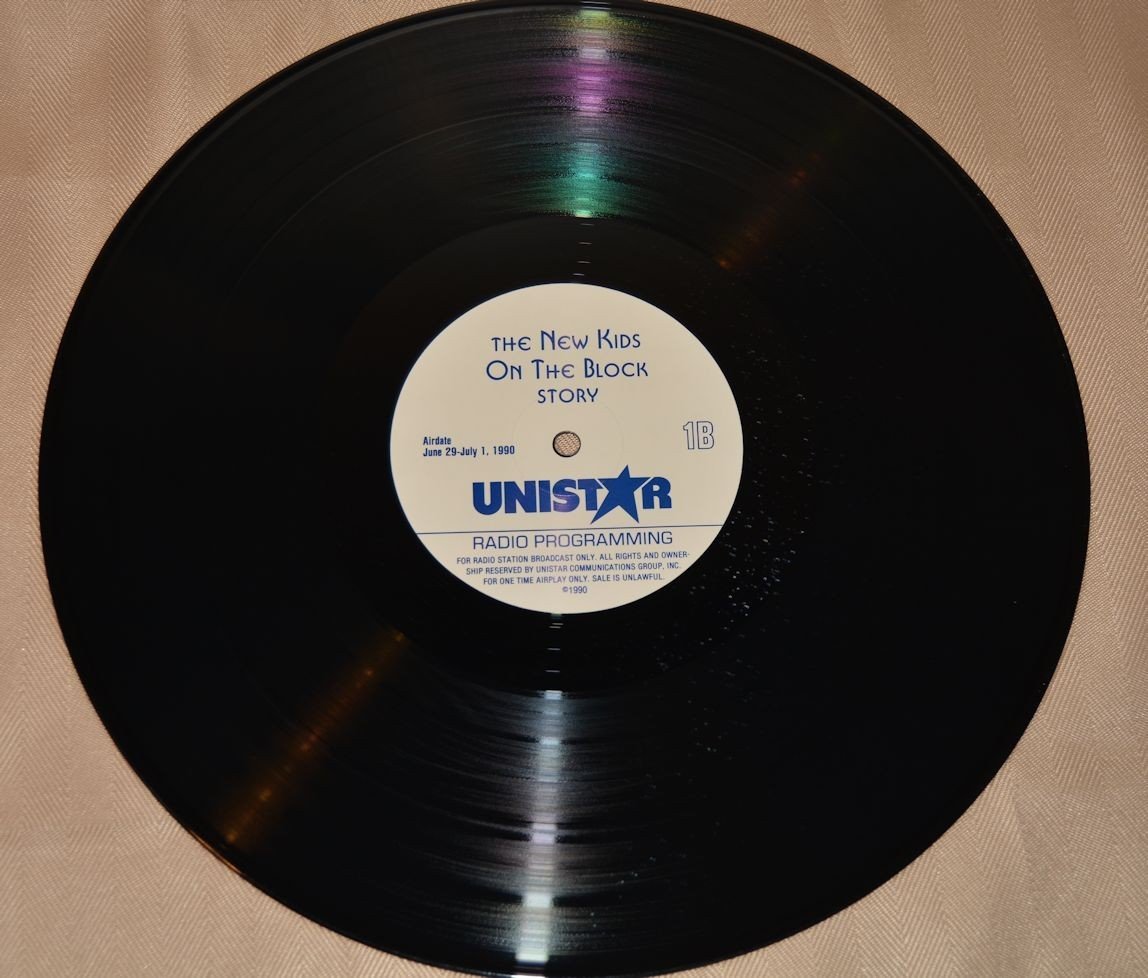 THE NEW KIDS
ON THE BLOCK
STORY
Airdate
June 29-July 1, 1990
1B
UNISTAR
RADIO PROGRAMMING
FOR RADIO STATION BROADCAST ONLY. ALL RIGHTS AND OWNER-
SHIP RESERVED BY UNISTAR COMMUNICATIONS GROUP, INC.
FOR ONE TIME AIRPLAY ONLY. SALE IS UNLAWFUL.
©1990